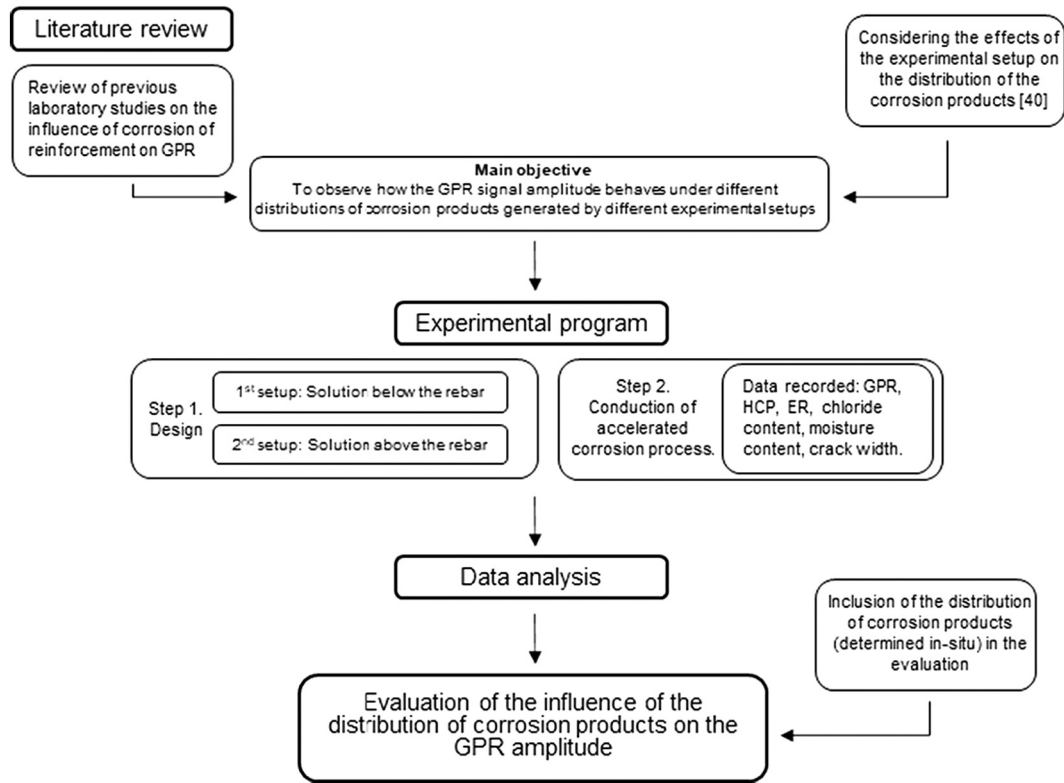 Literature review
Review of previous
laboratory studies on the
influence of corrosion of
reinforcement on GPR
Considering the effects of
the experimental setup on
the distribution of the
corrosion products [40]
Main objective
To observe how the GPR signal amplitude behaves under different
distributions of corrosion products generated by different experimental setups
Experimental program
Step 1.
Design
1st setup: Solution below the rebar
2nd setup: Solution above the rebar
Step 2.
Conduction of
accelerated
corrosion process.
Data recorded: GPR,
HCP, ER, chloride
content, moisture
content, crack width.
Data analysis
Inclusion of the distribution
of corrosion products
(determined in-situ) in the
evaluation
Evaluation of the influence of the
distribution of corrosion products on the
GPR amplitude